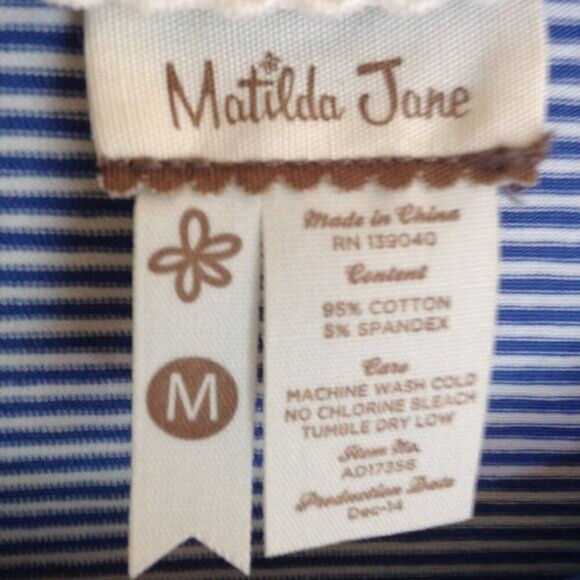 Matilda Jane
M
Made in China
RN 139040
Content
95% COTTON
5% SPANDEX
Care
MACHINE WASH COLD
NO CHLORINE BLEACH
TUMBLE DRY LOW
Item No.
AD17356
Production Date
Dec-14